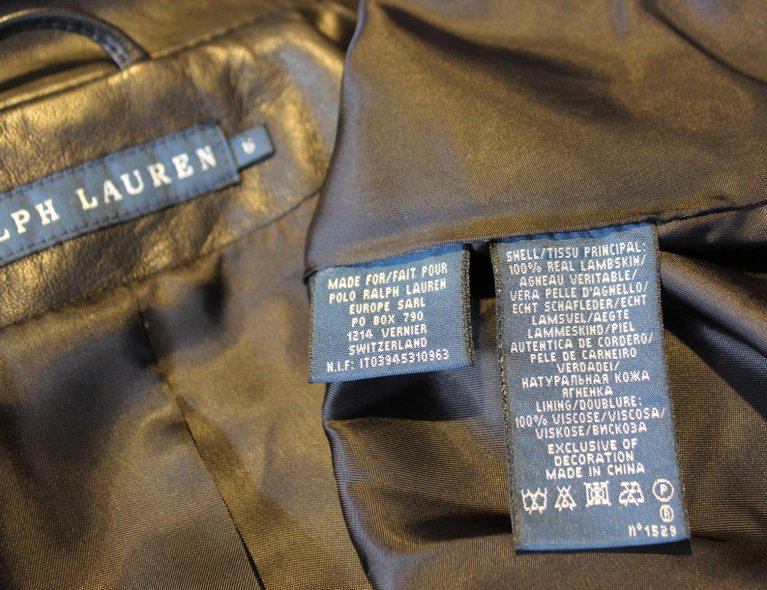 LPH LAUREN
6
MADE FOR/FAIT POUR
POLO RALPH LAUREN
EUROPE SARL
PO BOX 790
1214 VERNIER
SWITZERLAND
N.I.F: IT03945310963
SHELL/TISSU PRINCIPAL:
100% REAL LAMBSKIN/
AGNEAU VERITABLE/
VERA PELLE D'AGNELLO/
ECHT SCHAFLEDER/ECHT
LAMSVEL/AEGTE
LAMMESKIND/PIEL
AUTENTICA DE CORDERO/
PELE DE CARNEIRO
VERDADEI/
НАТУРАЛЬНАЯ КОЖА
ЯГНЕНКА
LINING/DOUBLURE:
100% VISCOSE/VISCOSA/
VISKOSE/ВИСКОЗА
EXCLUSIVE OF
DECORATION
MADE IN CHINA
P
®
n°1529